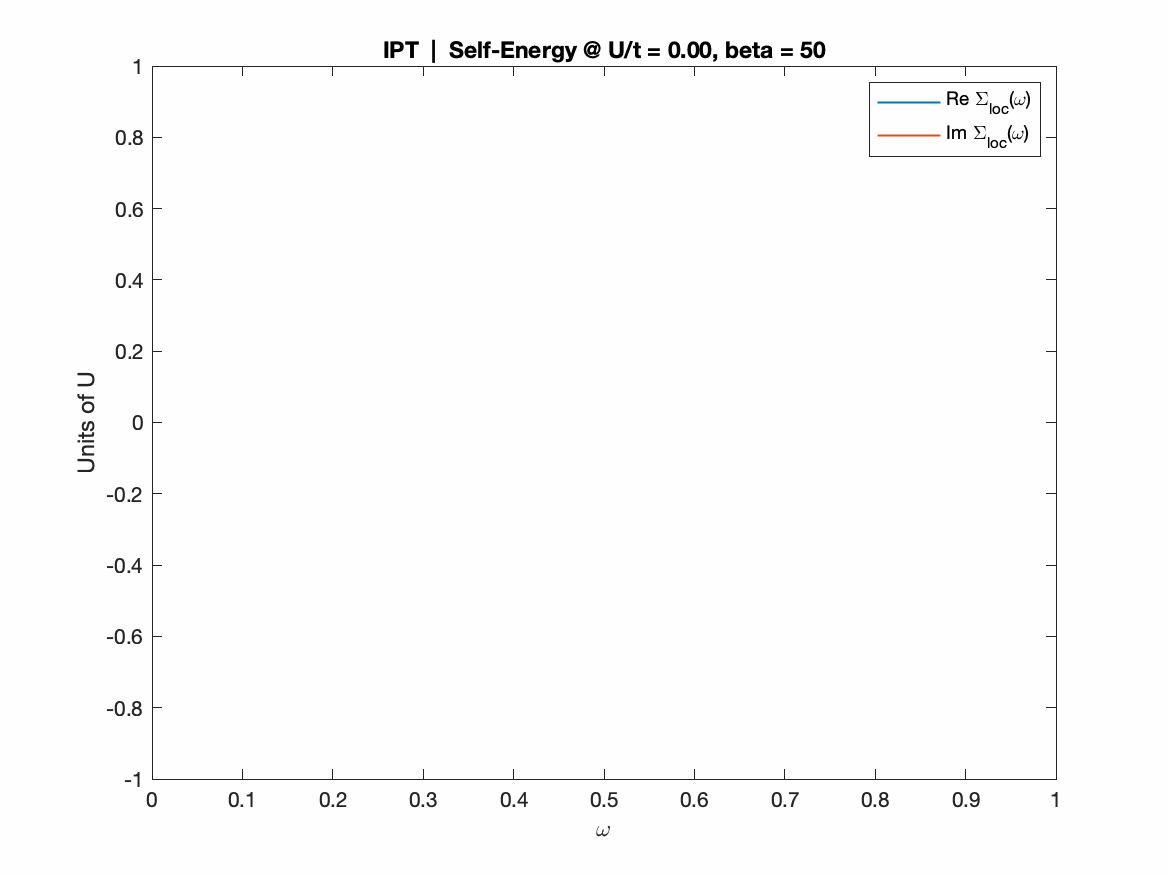 IPT | Self-Energy @ U/t = 0.00, beta = 50
Re Σloc(ω)
Im Σloc(ω)
1
0.8
0.6
0.4
0.2
0
-0.2
-0.4
-0.6
-0.8
-1
Units of U
0 0.1 0.2 0.3 0.4 0.5 0.6 0.7 0.8 0.9 1
ω